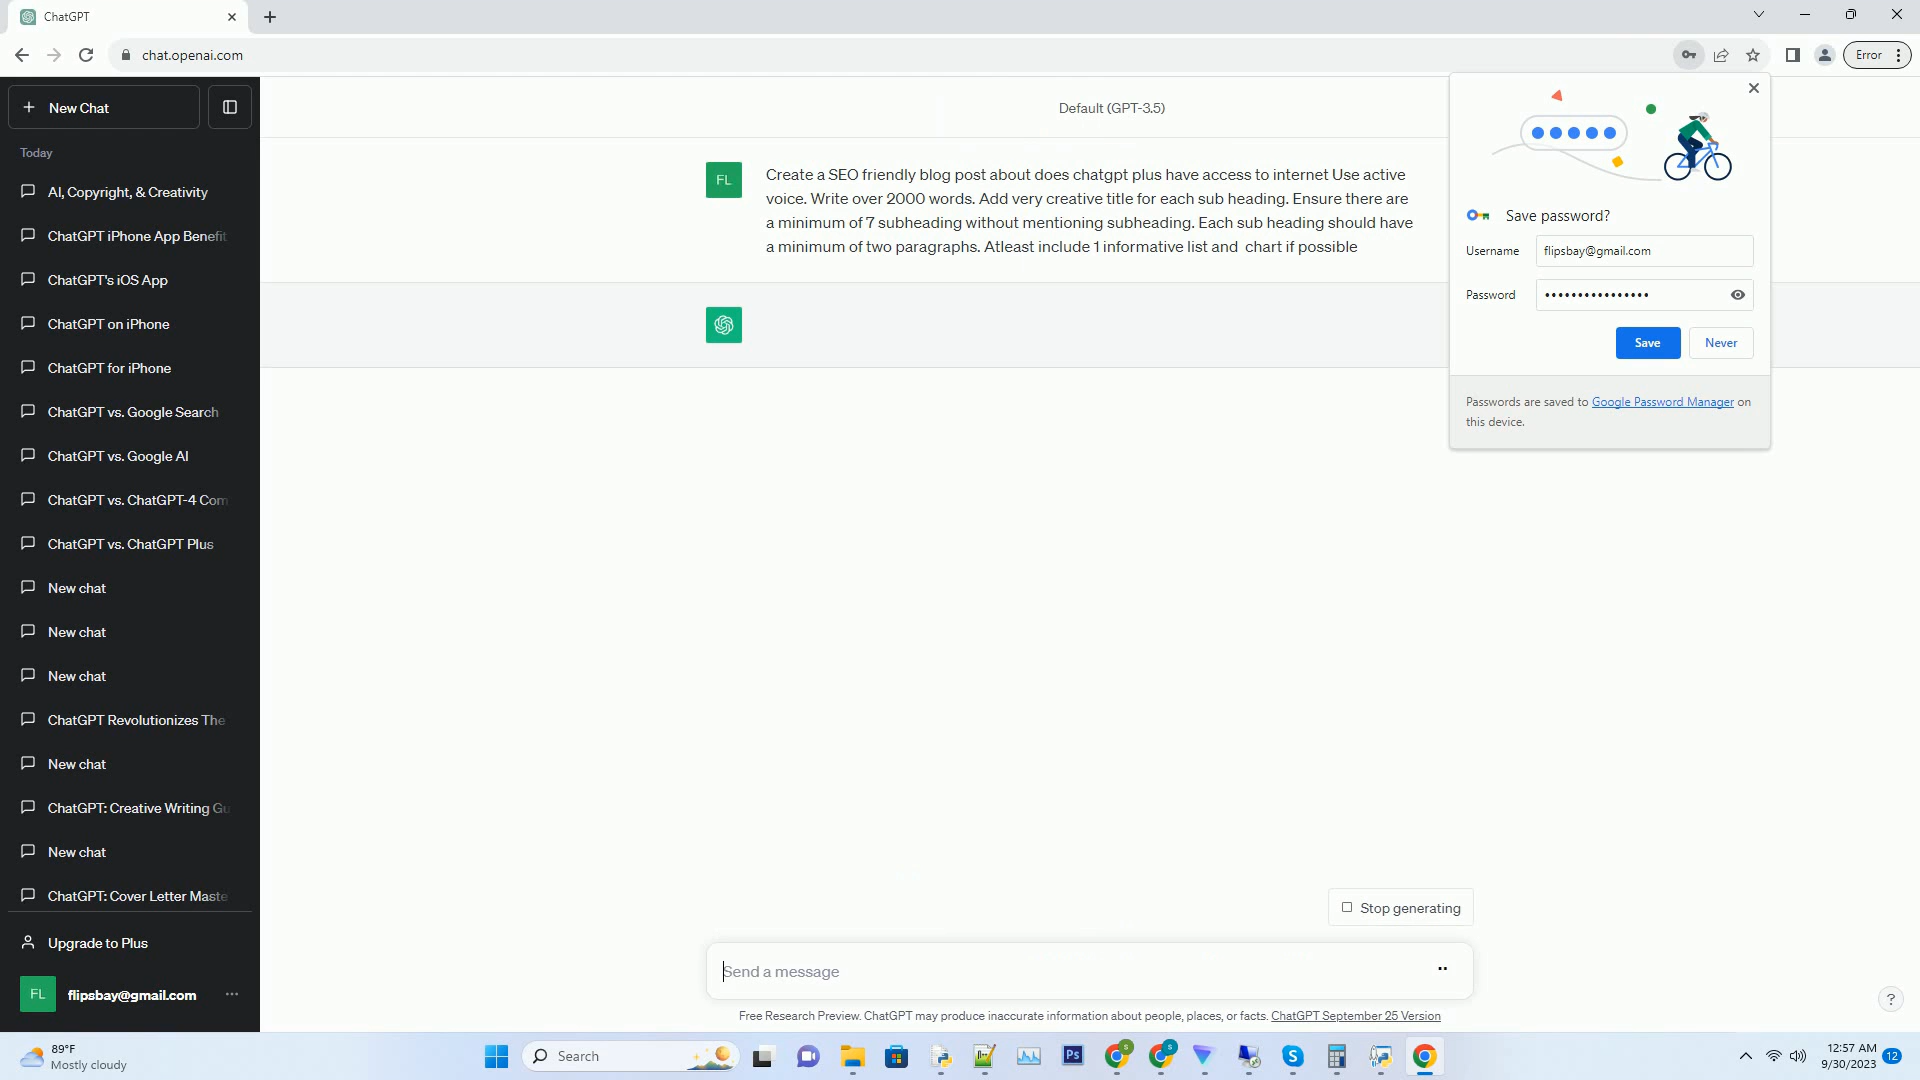 ChatGPT
chat.openai.com
Error
New Chat
Today
AI, Copyright, & Creativity
ChatGPT iPhone App Benefit
ChatGPT's iOS App
ChatGPT on iPhone
ChatGPT for iPhone
ChatGPT vs. Google Search
ChatGPT vs. Google AI
ChatGPT vs. ChatGPT-4 Com
ChatGPT vs. ChatGPT Plus
New chat
New chat
New chat
ChatGPT Revolutionizes The
New chat
ChatGPT: Creative Writing Gu
New chat
ChatGPT: Cover Letter Maste
Upgrade to Plus
FL
flipsbay@gmail.com
Default (GPT-3.5)
FL
Create a SEO friendly blog post about does chatgpt plus have access to internet Use active
voice. Write over 2000 words. Add very creative title for each sub heading. Ensure there are
a minimum of 7 subheading without mentioning subheading. Each sub heading should have
a minimum of two paragraphs. Atleast include 1 informative list and  chart if possible
Save password?
Username
flipsbay@gmail.com
Password
••••••••••••••••
Save
Never
Passwords are saved to Google Password Manager on
this device.
Stop generating
Send a message
Free Research Preview. ChatGPT may produce inaccurate information about people, places, or facts. ChatGPT September 25 Version
?
89°F
Mostly cloudy
Search
Ps
S
S
12:57 AM
9/30/2023
12